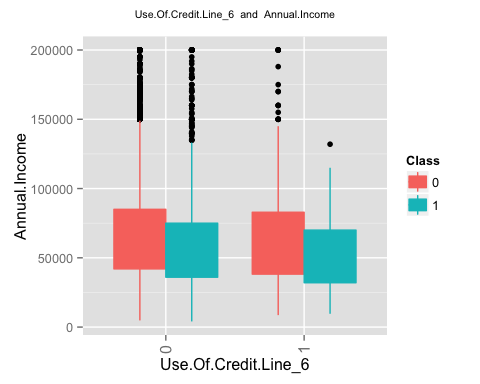 Use.Of.Credit.Line_6 and Annual.Income
200000
150000
100000
50000
0
Annual.Income
0
1
Use.Of.Credit.Line_6
Class
0
1